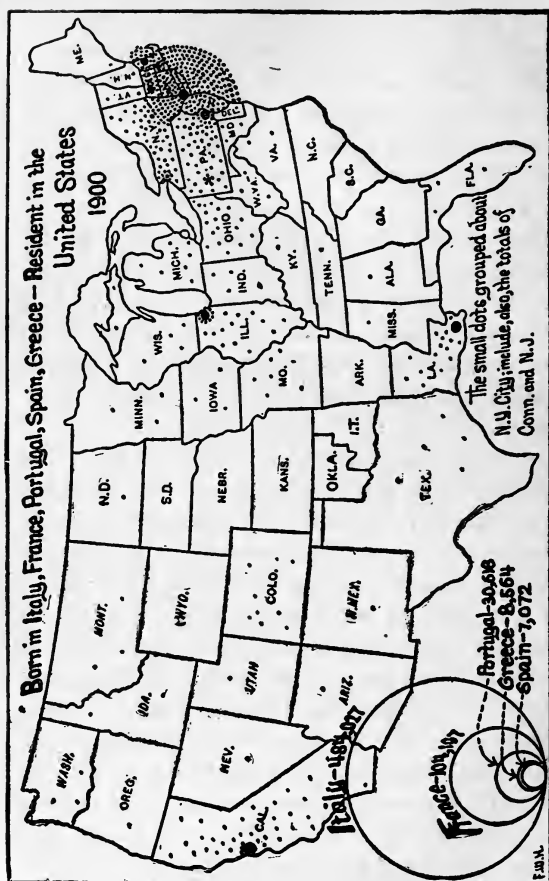 Born in Italy, France, Portugal, Spain, Greece – Resident in the
United States
1900
WASH.
OREG.
CAL.
NEV.
IDA.
MONT.
WYO.
UTAH
ARIZ.
COLO.
N.MEX.
N.D.
S.D.
NEBR.
KANS.
OKLA.
I.T.
TEX.
MINN.
IOWA
MO.
ARK.
LA.
WIS.
ILL.
MICH.
IND.
OHIO
KY.
TENN.
MISS.
ALA.
GA.
FLA.
S.C.
N.C.
VA.
W.VA.
MD.
PA.
N.Y.
VT.
N.H.
ME.
The small dots grouped about
N.Y. City, include, also, the totals of
Conn. and N.J.
Italy
France
Portugal-30,618
Greece-8,564
Spain-7,072
F.W.H.